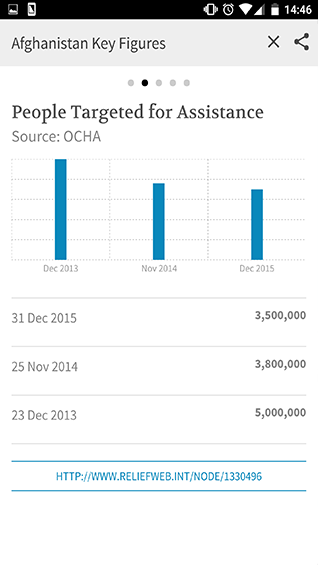 14:46
Afghanistan Key Figures
People Targeted for Assistance
Source: OCHA
Dec 2013 Nov 2014 Dec 2015
31 Dec 2015 3,500,000
25 Nov 2014 3,800,000
23 Dec 2013 5,000,000
HTTP://WWW.RELIEFWEB.INT/NODE/1330496